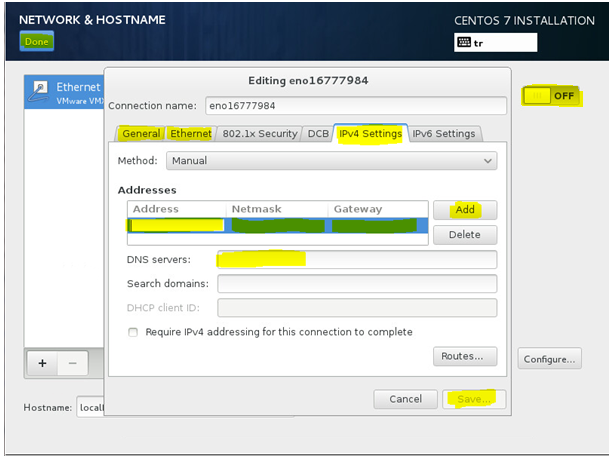 NETWORK & HOSTNAME
CENTOS 7 INSTALLATION
Done
tr
Editing eno16777984
Ethernet
VMware VMX
OFF
Connection name: eno16777984
General Ethernet 802.1x Security DCB IPv4 Settings IPv6 Settings
Method: Manual
Addresses
Address Netmask Gateway
Add
Delete
DNS servers:
Search domains:
DHCP client ID:
Require IPv4 addressing for this connection to complete
Routes...
+ −
Configure...
Cancel Save...
Hostname: locall